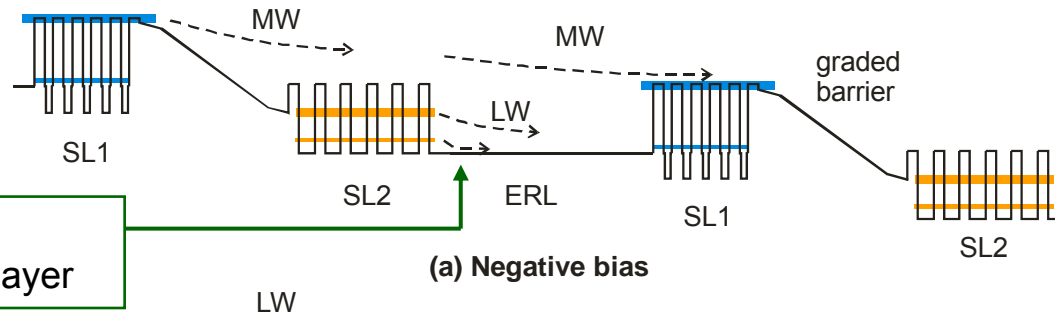 MW
MW
graded
barrier
LW
SL1
SL2
ERL
SL1
SL2
ayer
(a) Negative bias
LW